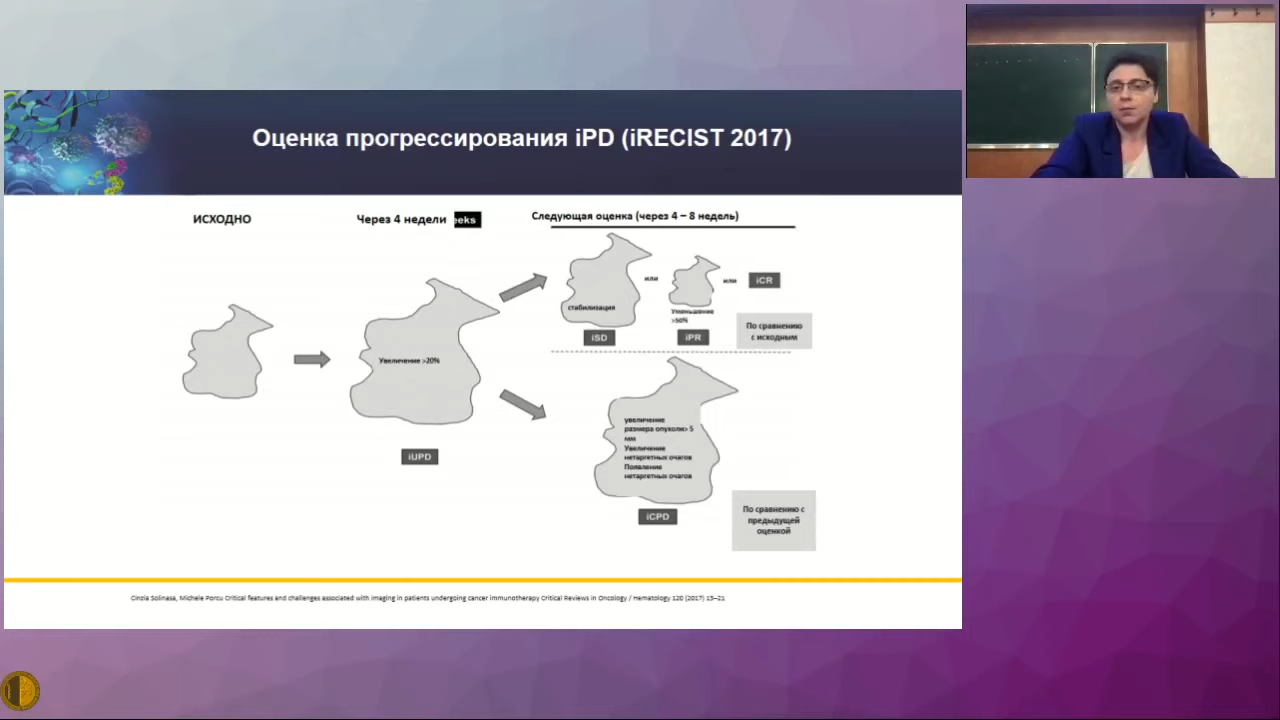 Оценка прогрессирования iPD (iRECIST 2017)
ИСХОДНО
Через 4 недели eeks
Следующая оценка (через 4 – 8 недель)
Увеличение >20%
iUPD
стабилизация
iSD
или
Уменьшение
>50%
iPR
или
iCR
По сравнению
с исходным
увеличение
размера опухоли> 5
мм
Увеличение
нетаргетных очагов
Появление
нетаргетных очагов
iCPD
По сравнению с
предыдущей
оценкой
Cinzia Solinasa, Michele Porcu Critical features and challenges associated with imaging in patients undergoing cancer immunotherapy Critical Reviews in Oncology / Hematology 120 (2017) 13–21